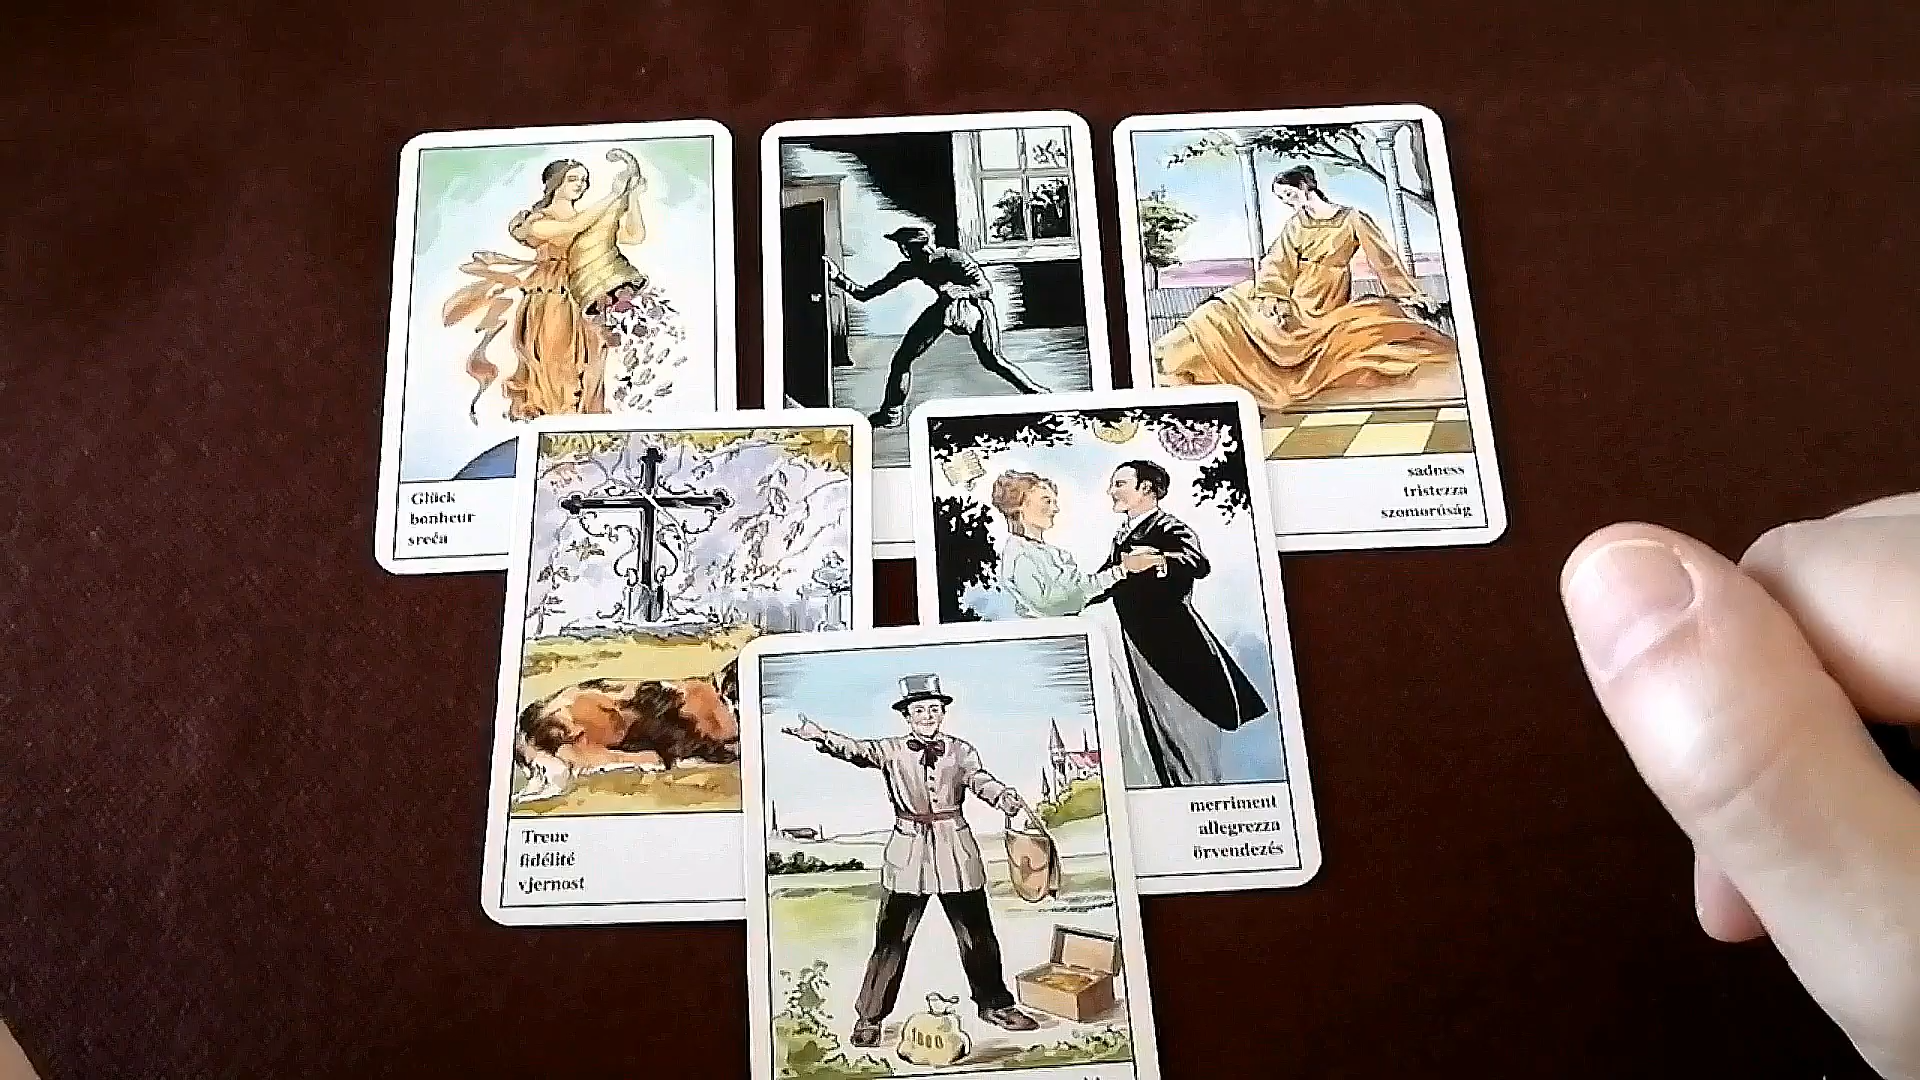 Glück
bonheur
sreća
sadness
tristezza
szomorúság
Treue
fidélité
vjernost
merriment
allegrezza
örvendezés
1000